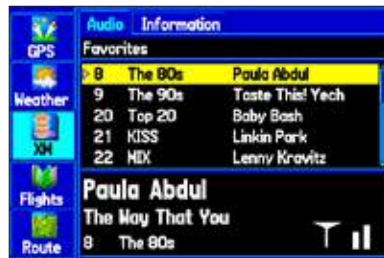 Audio Information
Favorites
8 The 80s Paula Abdul
9 The 90s Taste This! Yech
20 Top 20 Baby Bash
21 KISS Linkin Park
22 MIX Lenny Kravitz
Paula Abdul
The Way That You
8 The 80s
GPS
Weather
XM
Flights
Route